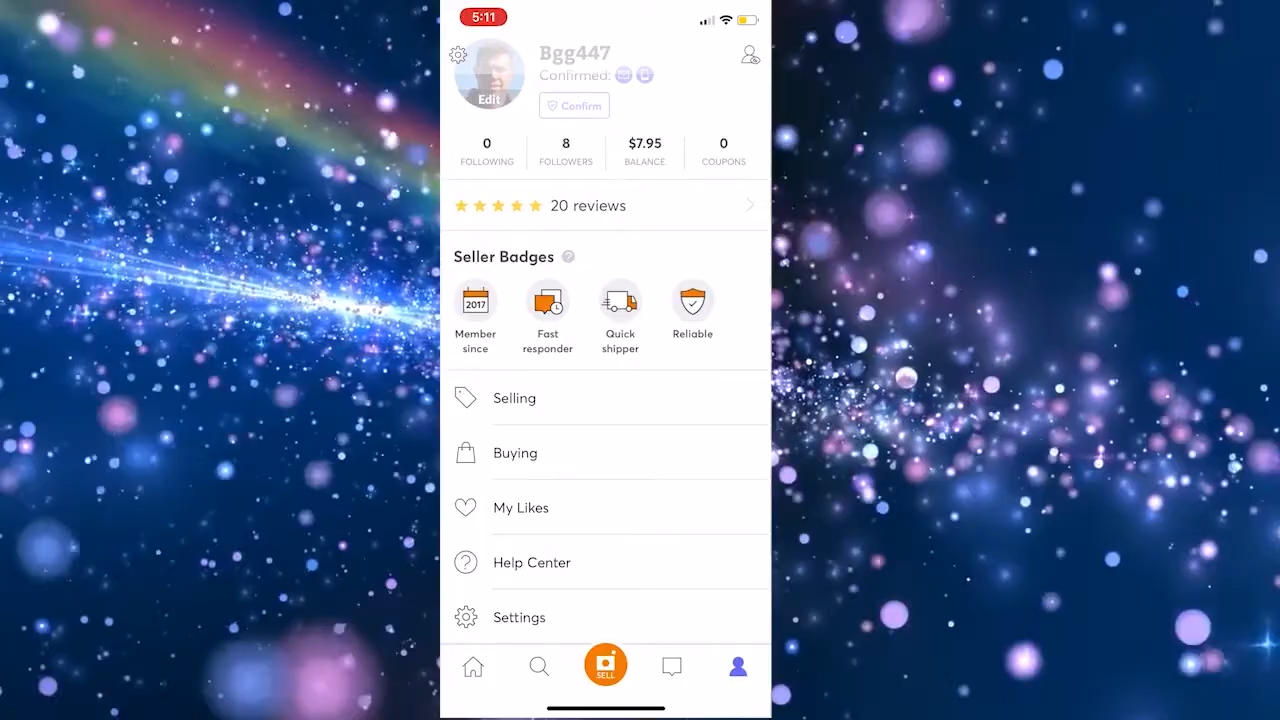 5:11
Bgg447
Confirmed:
Edit
Confirm
0
8
$7.95
0
FOLLOWING
FOLLOWERS
BALANCE
COUPONS
20 reviews
Seller Badges ?
2017
Member since
Fast responder
Quick shipper
Reliable
Selling
Buying
My Likes
? Help Center
Settings
SELL